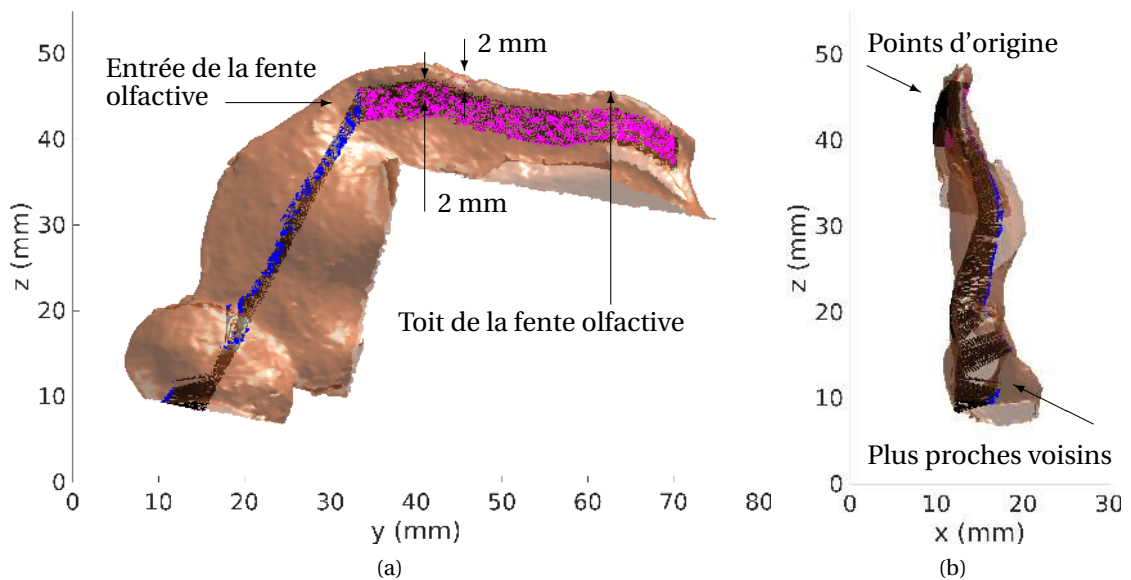 50
40
30
20
10
0
z (mm)
0
10
20
30
40
50
60
70
80
y (mm)
Entrée de la fente
olfactive
2 mm
2 mm
Toit de la fente olfactive
(a)
50
40
30
20
10
0
z (mm)
0
10
20
30
x (mm)
Points d'origine
Plus proches voisins
(b)